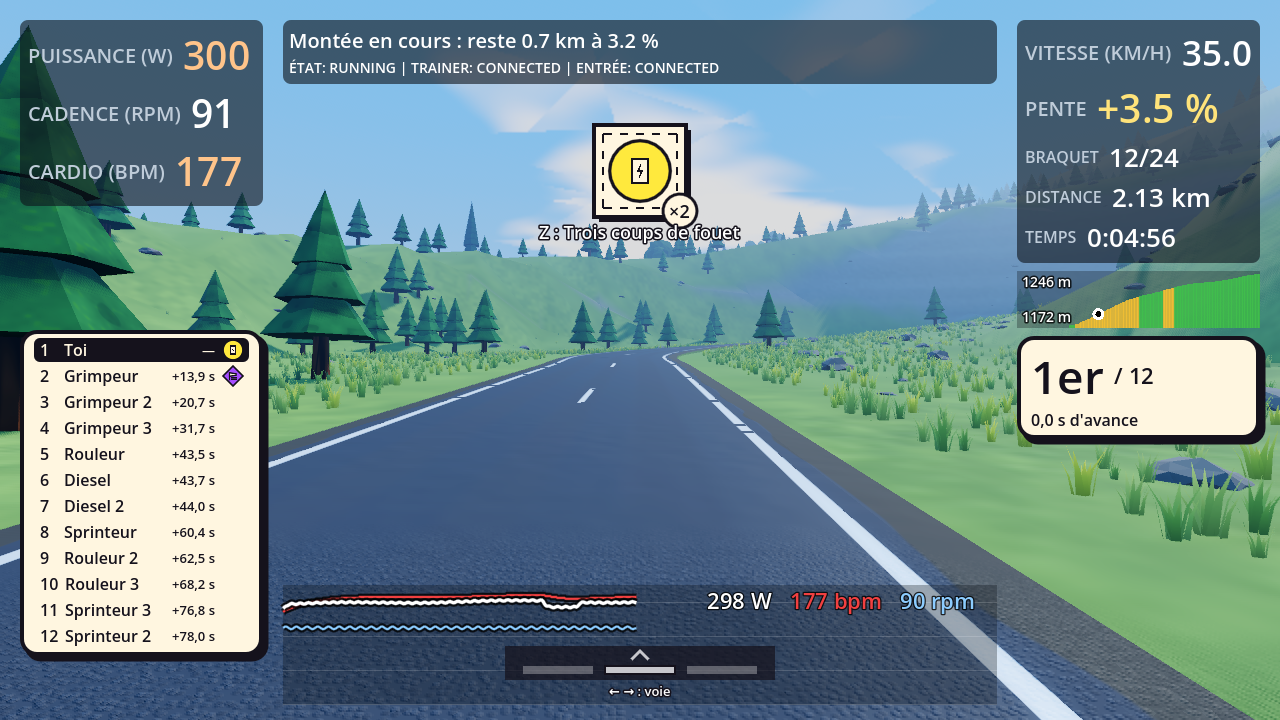 PUISSANCE (W) 300
CADENCE (RPM) 91
CARDIO (BPM) 177
Montée en cours : reste 0.7 km à 3.2 %
ÉTAT: RUNNING | TRAINER: CONNECTED | ENTRÉE: CONNECTED
×2
Z : Trois coups de fouet
VITESSE (KM/H) 35.0
PENTE +3.5 %
BRAQUET 12/24
DISTANCE 2.13 km
TEMPS 0:04:56
1246 m
1172 m
1er / 12
0,0 s d'avance
1 Toi —
2 Grimpeur +13,9 s
3 Grimpeur 2 +20,7 s
4 Grimpeur 3 +31,7 s
5 Rouleur +43,5 s
6 Diesel +43,7 s
7 Diesel 2 +44,0 s
8 Sprinteur +60,4 s
9 Rouleur 2 +62,5 s
10 Rouleur 3 +68,2 s
11 Sprinteur 3 +76,8 s
12 Sprinteur 2 +78,0 s
298 W 177 bpm 90 rpm
← → : voie